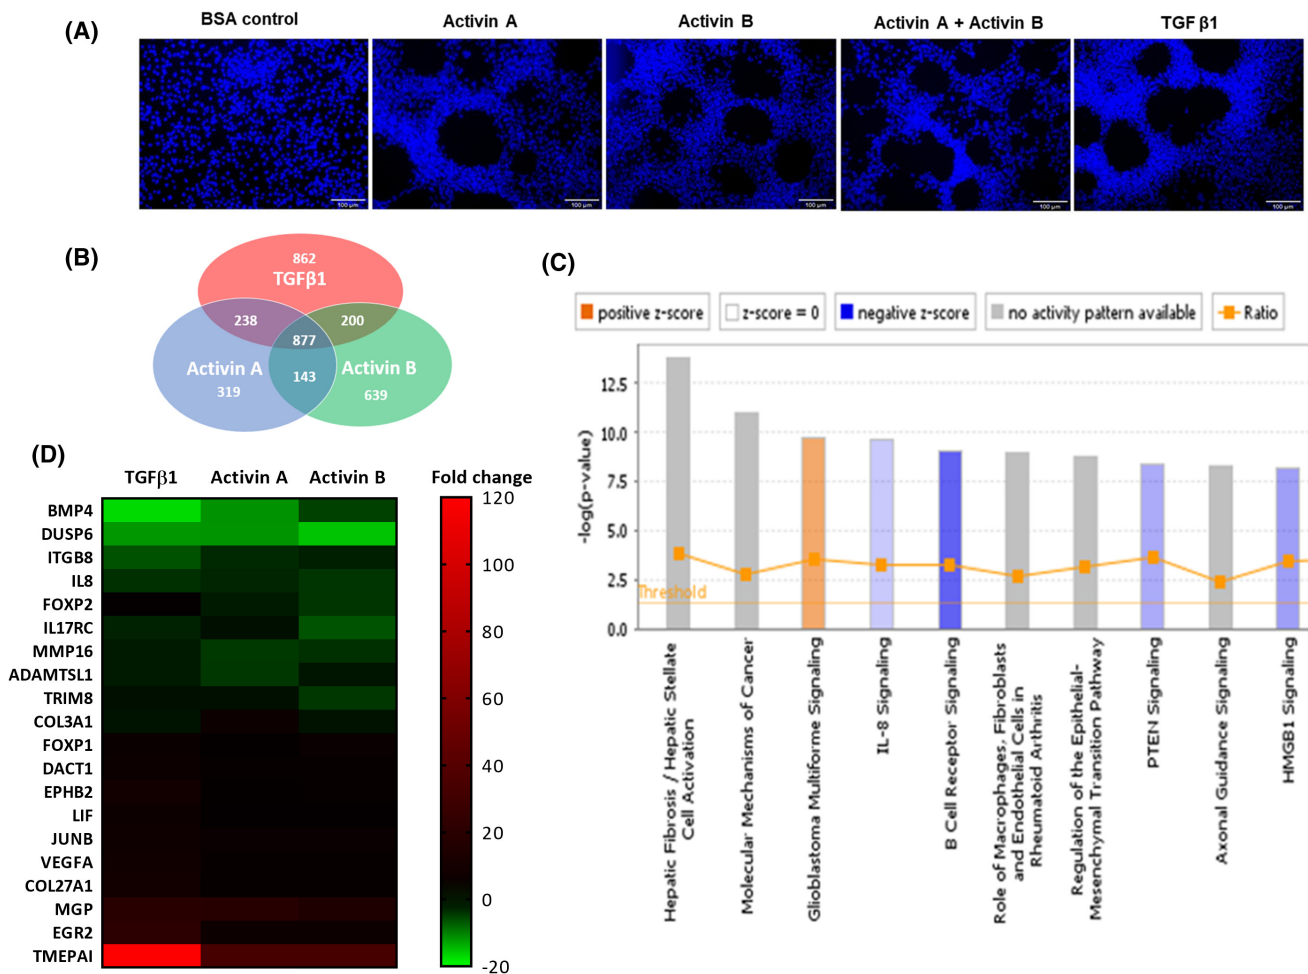 (A)
BSA control
Activin A
Activin B
Activin A + Activin B
TGF β1
100 µm
100 µm
100 µm
100 µm
100 µm
(B)
862
TGFβ1
238
200
877
Activin A
143
Activin B
319
639
(C)
positive z-score
z-score = 0
negative z-score
no activity pattern available
Ratio
-log(p-value)
12.5
10.0
7.5
5.0
2.5
0.0
Threshold
Hepatic Fibrosis / Hepatic Stellate
Cell Activation
Molecular Mechanisms of Cancer
Glioblastoma Multiforme Signaling
IL-8 Signaling
B Cell Receptor Signaling
Role of Macrophages, Fibroblasts
and Endothelial Cells in
Rheumatoid Arthritis
Regulation of the Epithelial-
Mesenchymal Transition Pathway
PTEN Signaling
Axonal Guidance Signaling
HMGB1 Signaling
(D)
TGFβ1
Activin A
Activin B
Fold change
BMP4
DUSP6
ITGB8
IL8
FOXP2
IL17RC
MMP16
ADAMTSL1
TRIM8
COL3A1
FOXP1
DACT1
EPHB2
LIF
JUNB
VEGFA
COL27A1
MGP
EGR2
TMEPAI
120
100
80
60
40
20
0
-20